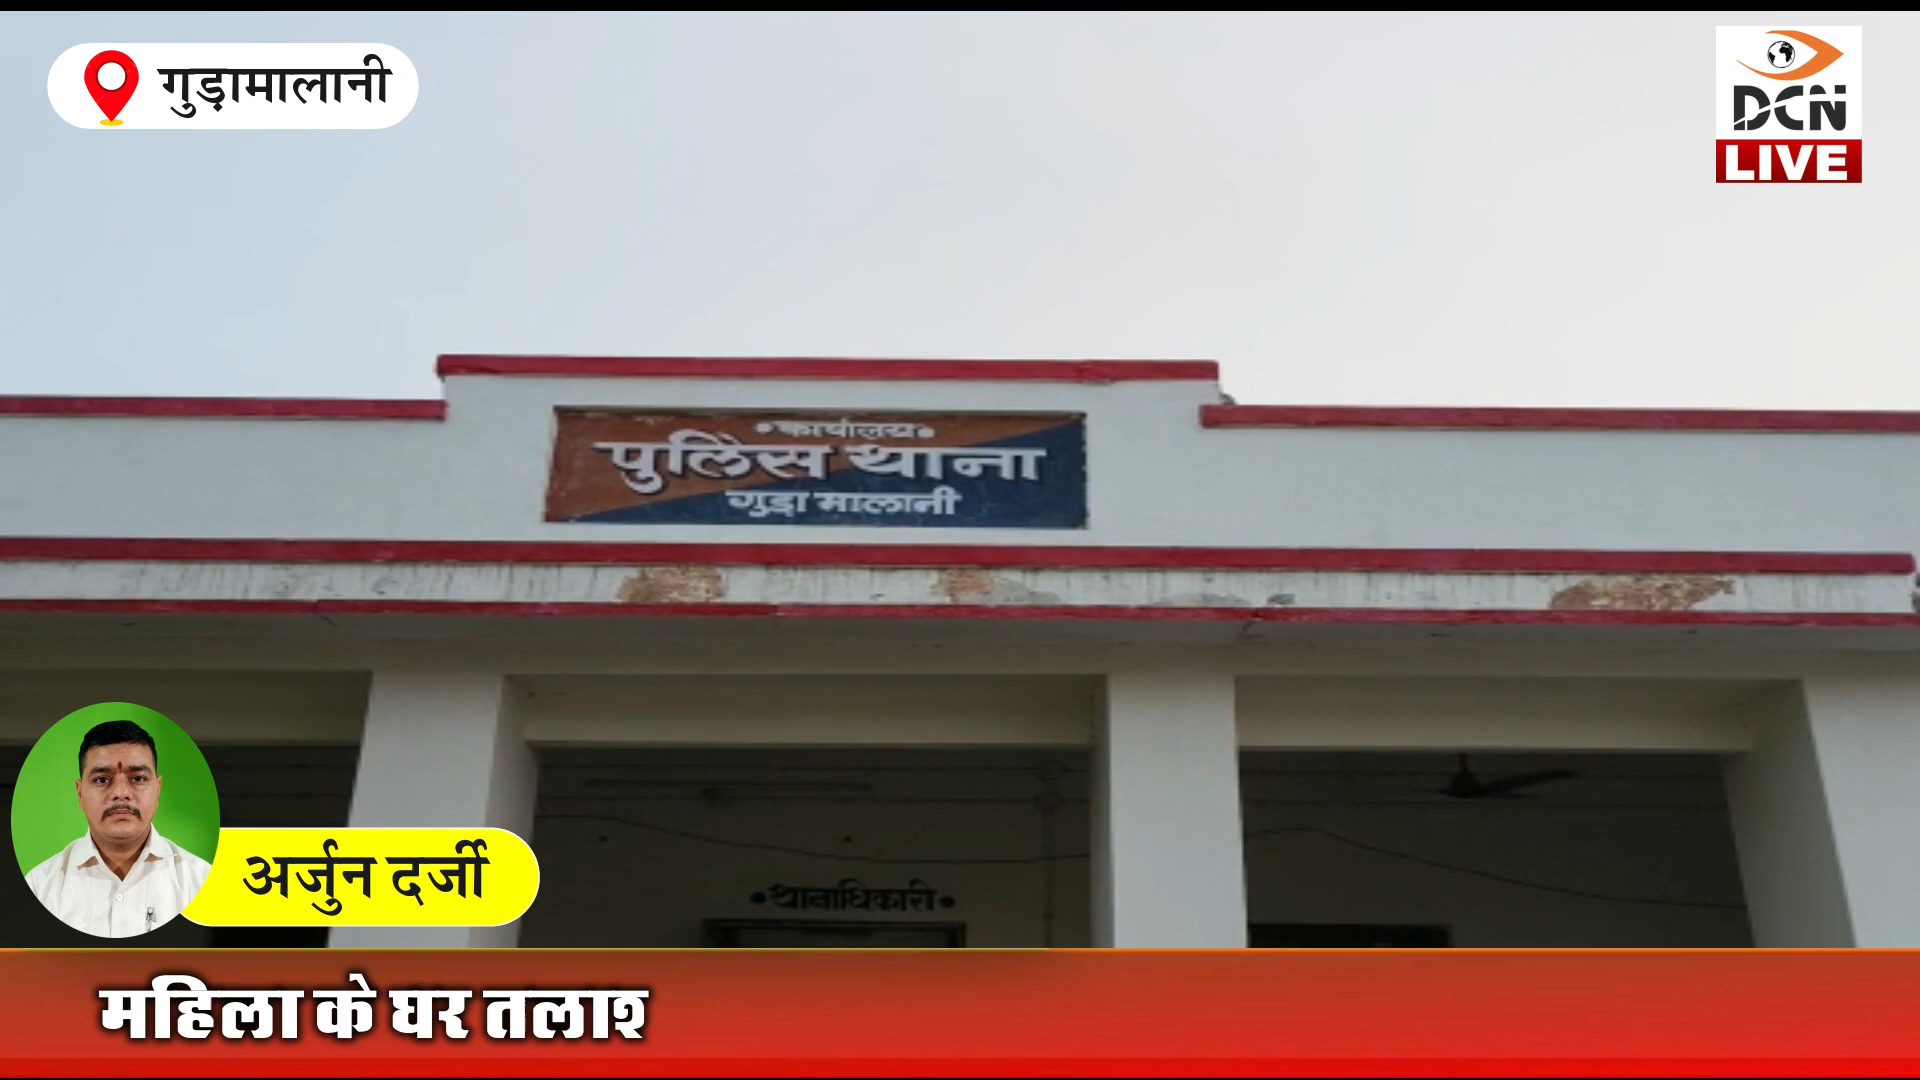 गुड़ामालानी
DCN
LIVE
कार्यालय
पुलिस थाना
गुडा मालानी
थानाधिकारी
अर्जुन दर्जी
महिला के घर तलाश